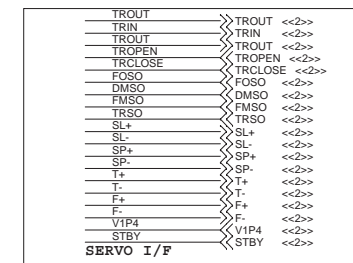 TROUT TROUT <<2>>
TRIN TRIN <<2>>
TROUT TROUT <<2>>
TROPEN TROPEN <<2>>
TRCLOSE TRCLOSE <<2>>
FOSO FOSO <<2>>
DMSO DMSO <<2>>
FMSO FMSO <<2>>
TRSO TRSO <<2>>
SL+ SL+ <<2>>
SL- SL- <<2>>
SP+ SP+ <<2>>
SP- SP- <<2>>
T+ T+ <<2>>
T- T- <<2>>
F+ F+ <<2>>
F- F- <<2>>
V1P4 V1P4 <<2>>
STBY STBY <<2>>
SERVO I/F